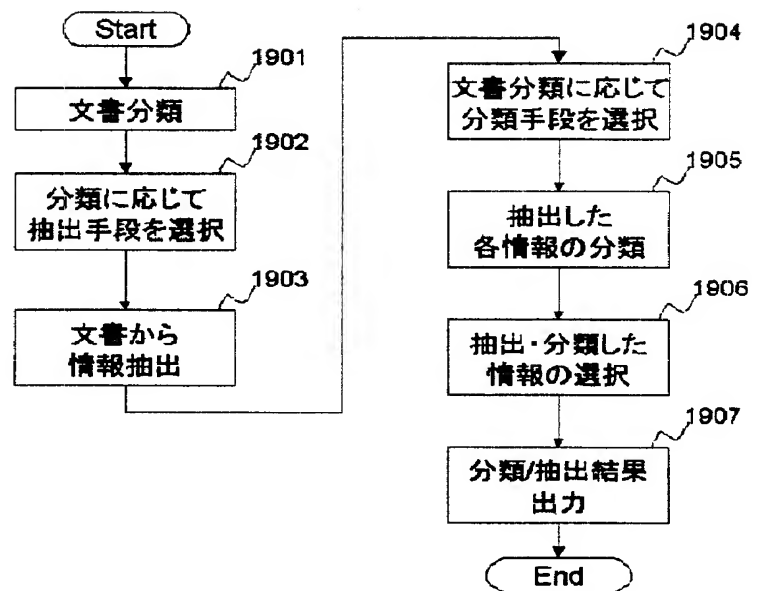 Start
1901
文書分類
1902
分類に応じて
抽出手段を選択
1903
文書から
情報抽出
1904
文書分類に応じて
分類手段を選択
1905
抽出した
各情報の分類
1906
抽出・分類した
情報の選択
1907
分類/抽出結果
出力
End